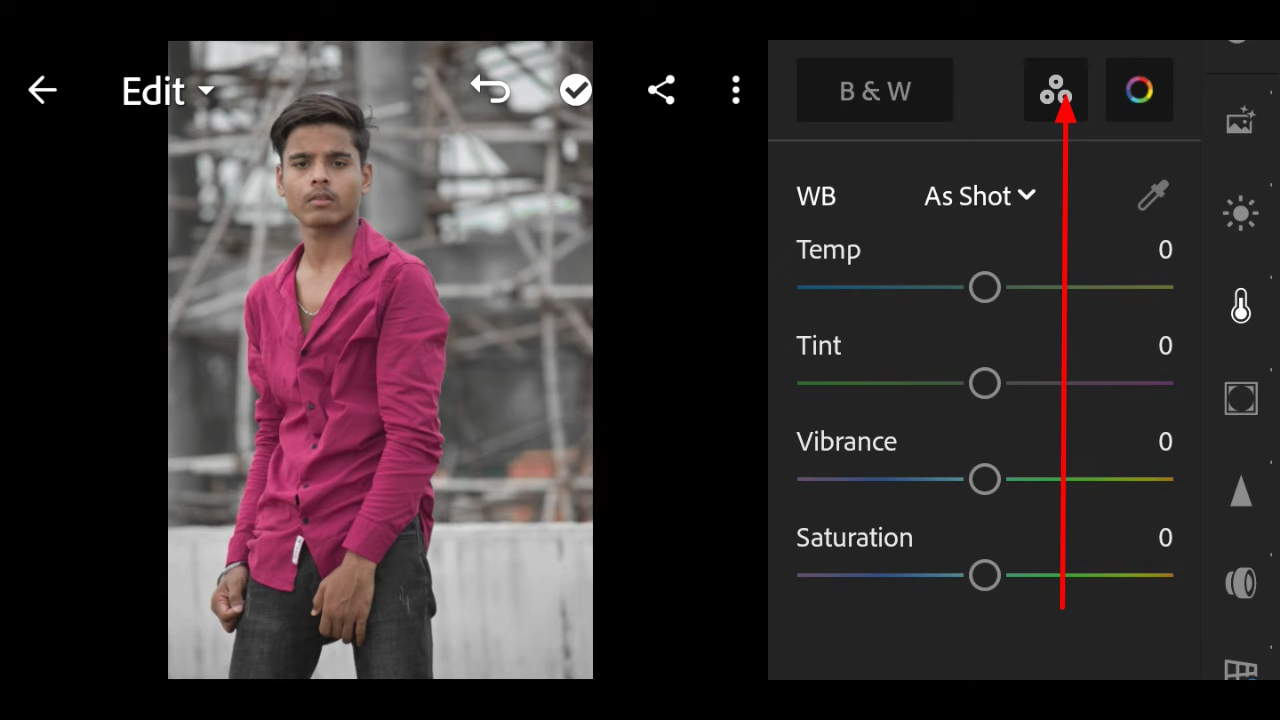 Edit
B & W
WB As Shot
Temp 0
Tint 0
Vibrance 0
Saturation 0